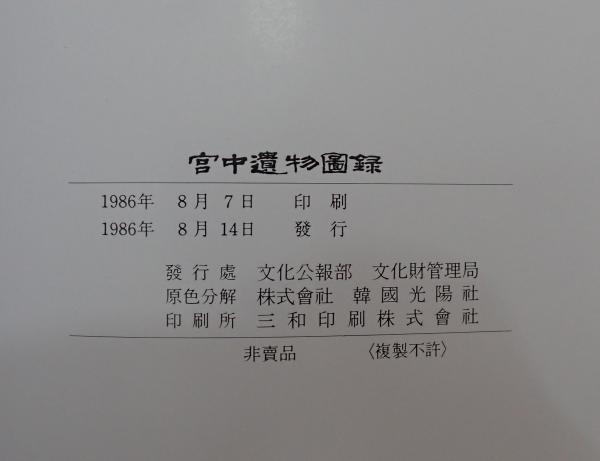 宮中遺物圖錄
1986年 8月 7日 印刷
1986年 8月 14日 發行
發行處 文化公報部 文化財管理局
原色分解 株式會社 韓國光陽社
印刷所 三和印刷株式會社
非賣品 〈複製不許〉